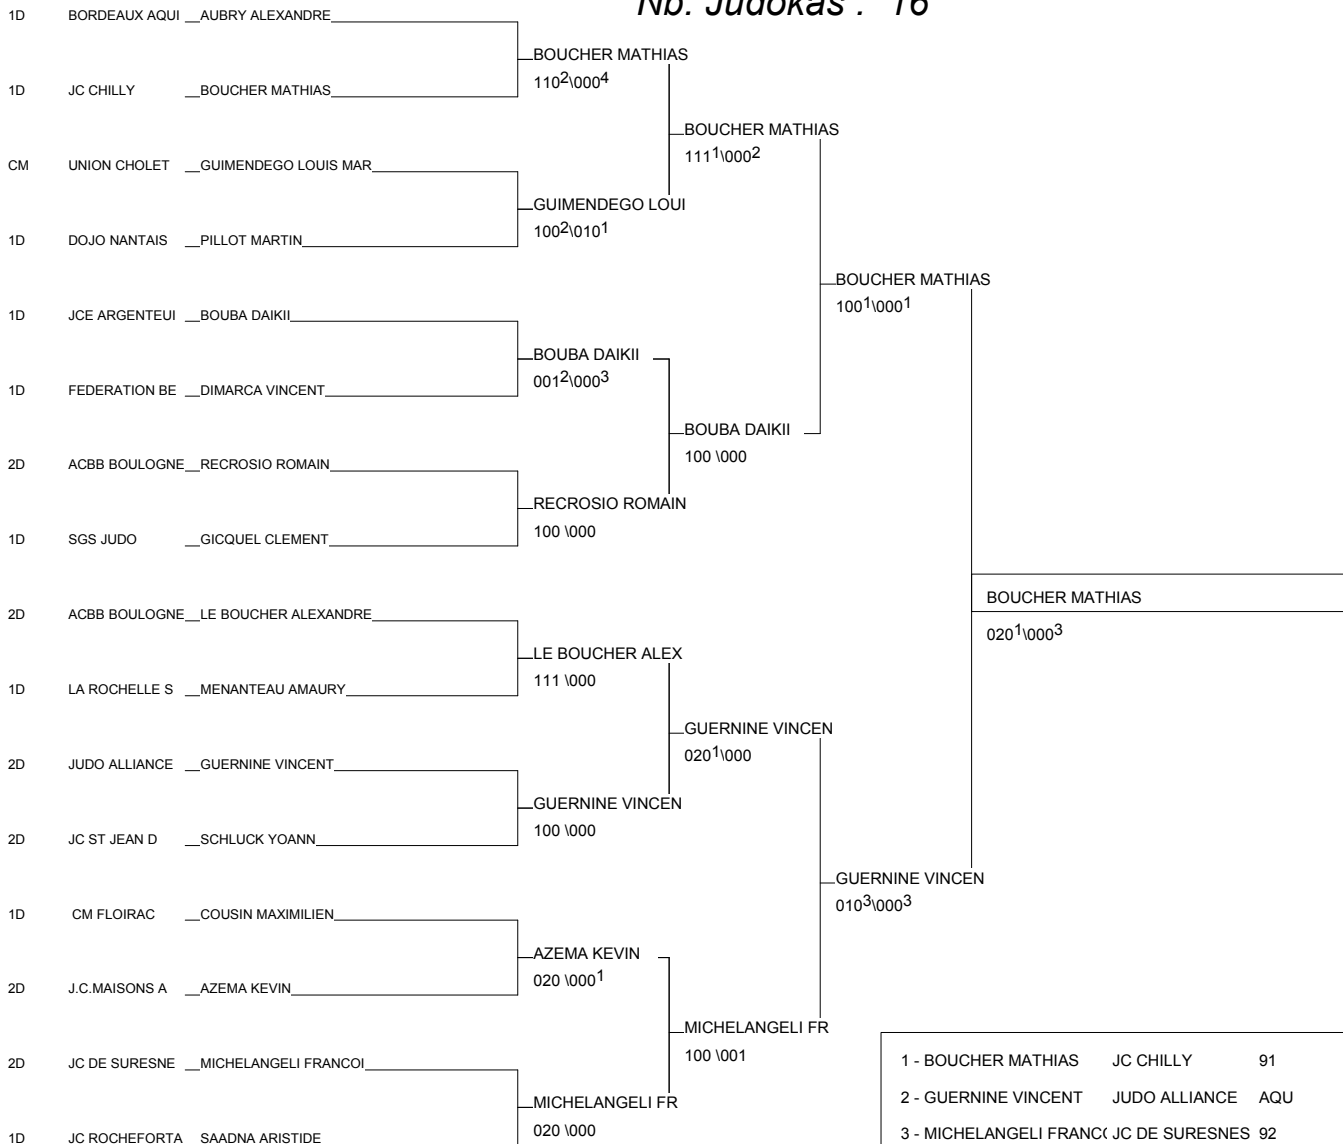 Nb. Judokas : 16
1D BORDEAUX AQUI AUBRY ALEXANDRE
BOUCHER MATHIAS
110²\000⁴
1D JC CHILLY BOUCHER MATHIAS
BOUCHER MATHIAS
111¹\000²
CM UNION CHOLET GUIMENDEGO LOUIS MAR
GUIMENDEGO LOUI
100²\010¹
1D DOJO NANTAIS PILLOT MARTIN
BOUCHER MATHIAS
100¹\000¹
1D JCE ARGENTEUI BOUBA DAIKII
BOUBA DAIKII
001²\000³
1D FEDERATION BE DIMARCA VINCENT
BOUBA DAIKII
100 \000
2D ACBB BOULOGNE RECROSIO ROMAIN
RECROSIO ROMAIN
100 \000
1D SGS JUDO GICQUEL CLEMENT
BOUCHER MATHIAS
020¹\000³
2D ACBB BOULOGNE LE BOUCHER ALEXANDRE
LE BOUCHER ALEX
111 \000
1D LA ROCHELLE S MENANTEAU AMAURY
GUERNINE VINCEN
020¹\000
2D JUDO ALLIANCE GUERNINE VINCENT
GUERNINE VINCEN
100 \000
2D JC ST JEAN D SCHLUCK YOANN
GUERNINE VINCEN
010³\000³
1D CM FLOIRAC COUSIN MAXIMILIEN
AZEMA KEVIN
020 \000¹
2D J.C.MAISONS A AZEMA KEVIN
MICHELANGELI FR
100 \001
2D JC DE SURESNE MICHELANGELI FRANCOI
MICHELANGELI FR
020 \000
1D JC ROCHEFORTA SAADNA ARISTIDE
1 - BOUCHER MATHIAS JC CHILLY 91
2 - GUERNINE VINCENT JUDO ALLIANCE AQU
3 - MICHELANGELI FRANCO JC DE SURESNES 92